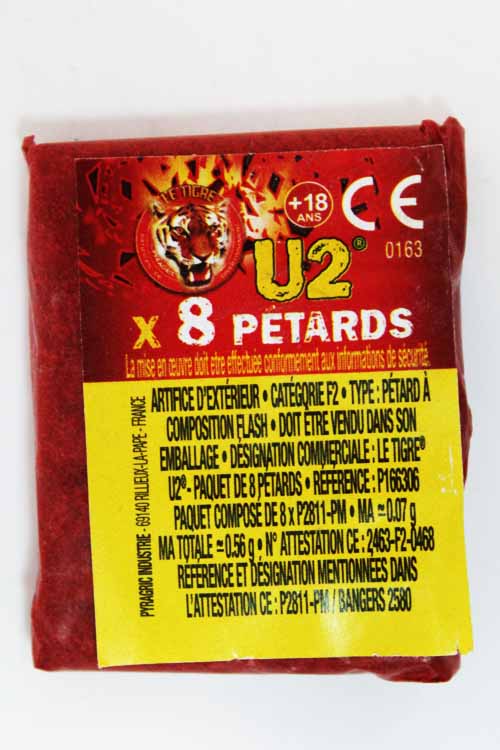 LE TIGRE
+18
ANS
CE
0163
U2®
X 8 PÉTARDS
La mise en œuvre doit être effectuée conformément aux informations de sécurité.
ARTIFICE D'EXTÉRIEUR • CATÉGORIE F2 • TYPE : PÉTARD À
COMPOSITION FLASH • DOIT ÊTRE VENDU DANS SON
EMBALLAGE • DÉSIGNATION COMMERCIALE : LE TIGRE®
U2® - PAQUET DE 8 PÉTARDS • RÉFÉRENCE : P166306
PAQUET COMPOSÉ DE 8 x P2811-PM • MA ≃ 0.07 g
MA TOTALE ≃ 0.56 g • N° ATTESTATION CE : 2463-F2-0468
RÉFÉRENCE ET DÉSIGNATION MENTIONNÉES DANS
L'ATTESTATION CE : P2811-PM / BANGERS 2580
PYRAGRIC INDUSTRIE - 69140 RILLIEUX-LA-PAPE - FRANCE